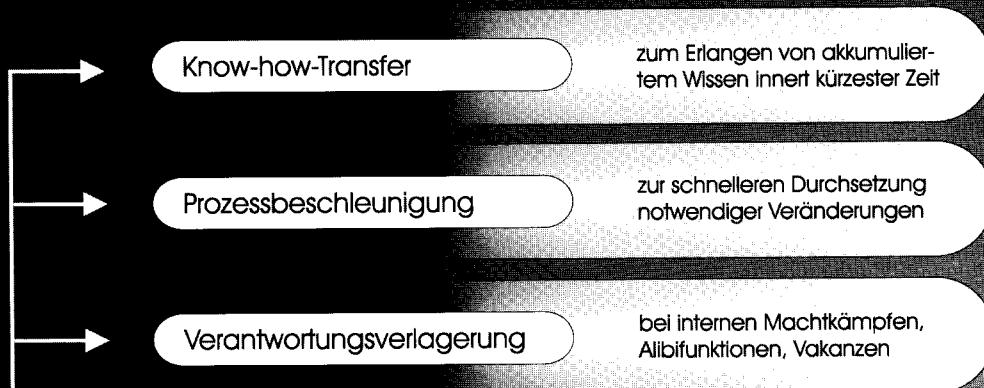 Know-how-Transfer
zum Erlangen von akkumulier-
tem Wissen innert kürzester Zeit
Prozessbeschleunigung
zur schnelleren Durchsetzung
notwendiger Veränderungen
Verantwortungsverlagerung
bei internen Machtkämpfen,
Alibifunktionen, Vakanzen